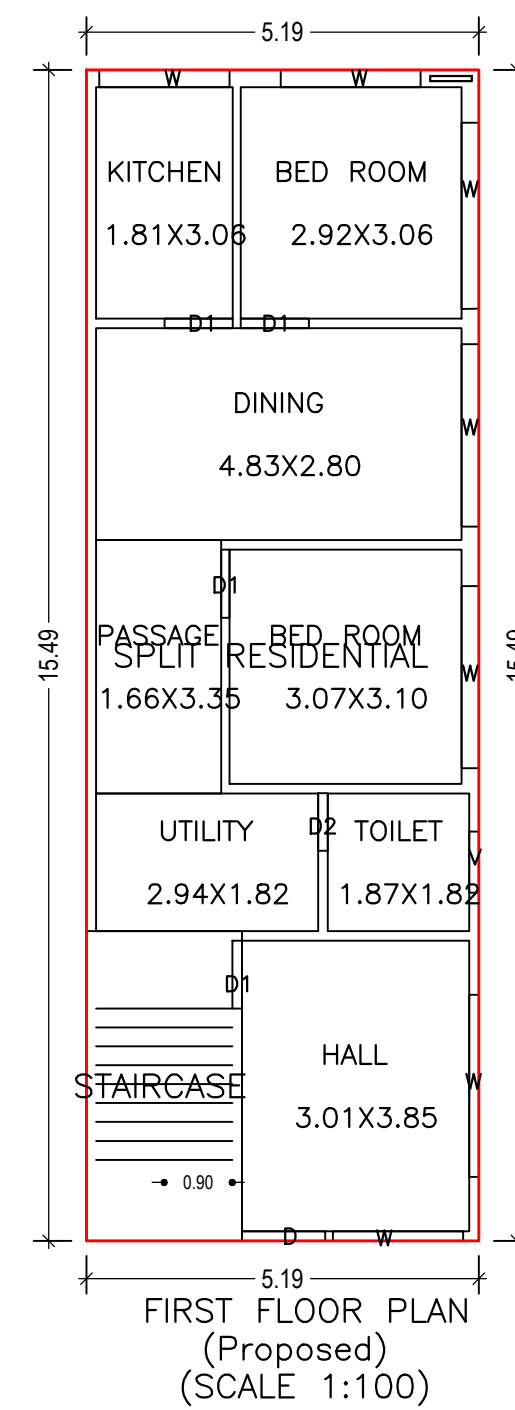 5.19
W W
KITCHEN BED ROOM
W
1.81X3.06 2.92X3.06
D1 D1
DINING
W
4.83X2.80
D1
PASSAGE BED ROOM
15.49 SPLIT RESIDENTIAL 15.49
W
1.66X3.35 3.07X3.10
UTILITY D2 TOILET
V
2.94X1.82 1.87X1.82
D1
HALL
STAIRCASE W
3.01X3.85
0.90
D W
5.19
FIRST FLOOR PLAN
(Proposed)
(SCALE 1:100)